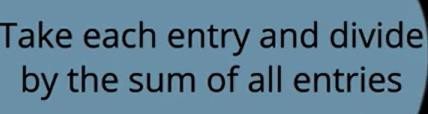 Take each entry and divide
by the sum of all entries